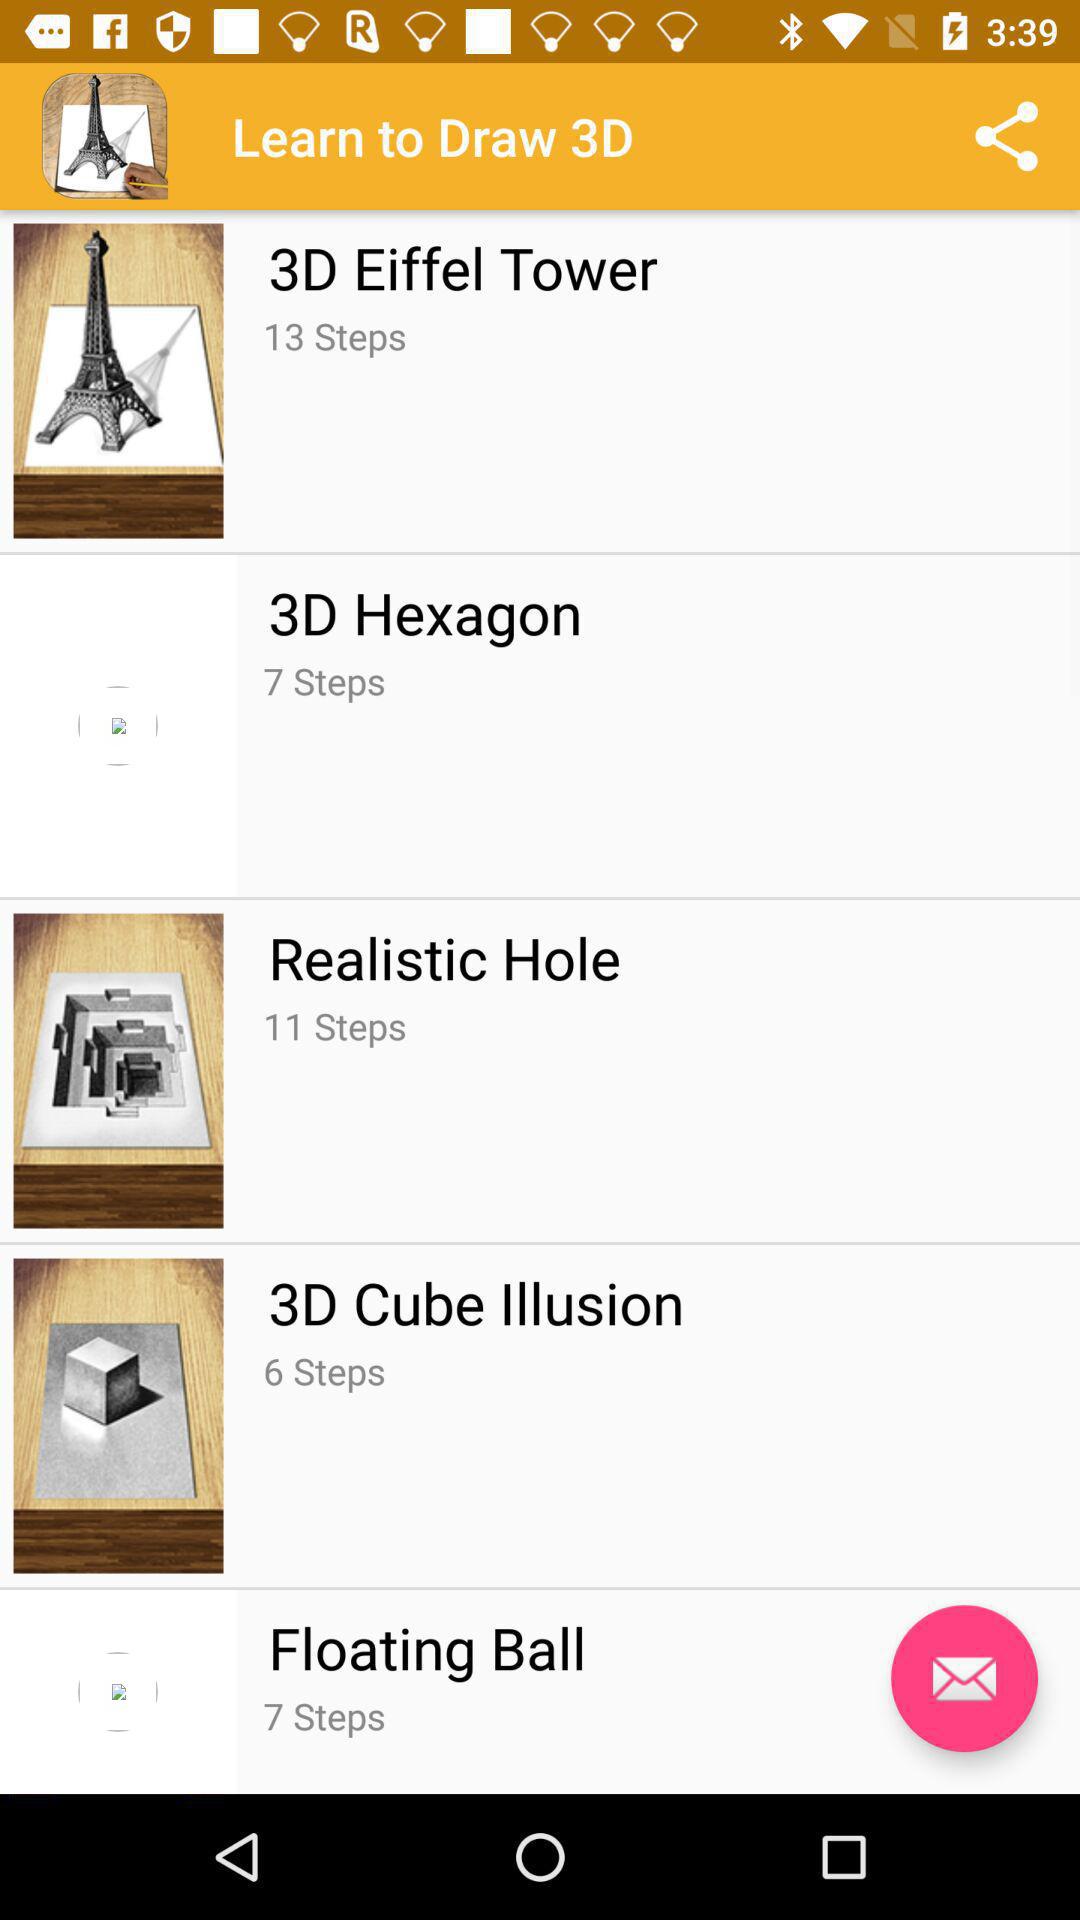 3:39
Learn to Draw 3D
3D Eiffel Tower
13 Steps
3D Hexagon
7 Steps
Realistic Hole
11 Steps
3D Cube Illusion
6 Steps
Floating Ball
7 Steps